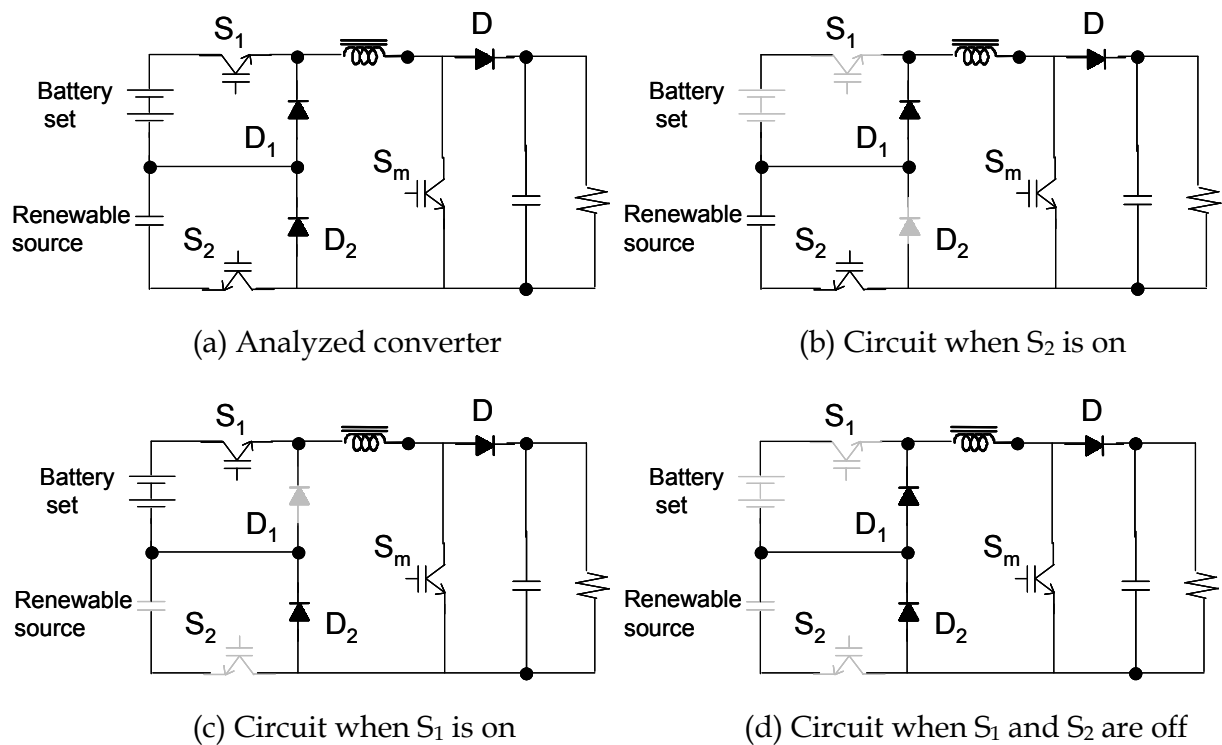 S1
D
Battery
set
D1
Sm
Renewable
source
S2
D2
(a) Analyzed converter
S1
D
Battery
set
D1
Sm
Renewable
source
S2
D2
(b) Circuit when S2 is on
S1
D
Battery
set
D1
Sm
Renewable
source
S2
D2
(c) Circuit when S1 is on
S1
D
Battery
set
D1
Sm
Renewable
source
S2
D2
(d) Circuit when S1 and S2 are off